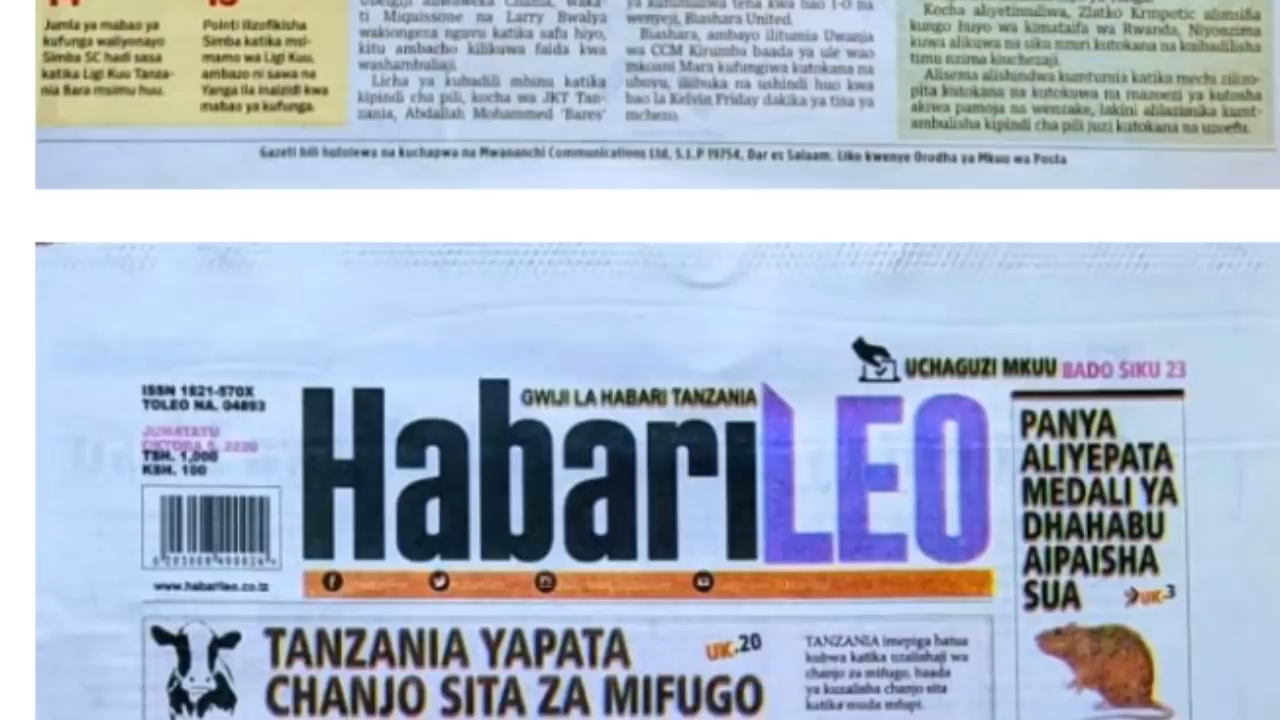 Jumla ya mabao ya
kufunga waliyonayo
Simba SC hadi sasa
katika Ligi Kuu Tanza-
nia Bara msimu huu.
Pointi ilizofikisha
Simba katika msi-
mamo wa Ligi Kuu,
ambazo ni sawa na
Yanga ila inaizidi kwa
mabao ya kufunga.
ti Miquissone na Larry Bwalya
wakiongeza nguvu katika safu hiyo,
kitu ambacho kilikuwa faida kwa
washambuliaji.
Licha ya kubadili mbinu katika
kipindi cha pili, kocha wa JKT Tan-
zania, Abdallah Mohammed 'Bares'
wenyeji, Biashara United.
Biashara, ambayo ilitumia Uwanja
wa CCM Kirumba baada ya ule wao
mkoani Mara kufungiwa kutokana na
ubovu, iliibuka na ushindi huo kwa
bao la Kelvin Friday dakika ya tisa ya
mchezo.
Kocha aliyetimuliwa, Zlatko Krmpotic alimsifia
kungo huyo wa kimataifa wa Rwanda, Niyonzima
kuwa alikuwa na siku nzuri kutokana na kuibadilisha
timu nzima kiuchezaji.
Alisema alishindwa kumtumia katika mechi zilizo-
pita kutokana na kutokuwa na mazoezi ya kutosha
akiwa pamoja na wenzake, lakini alilazimika kumt-
ambulisha kipindi cha pili juzi kutokana na uzoefu.
Gazeti hili hutolewa na kuchapwa na Mwananchi Communications Ltd, S.L.P 19754, Dar es Salaam. Liko kwenye Orodha ya Mkuu wa Posta
UCHAGUZI MKUU BADO SIKU 23
ISSN 1821-570X
TOLEO NA. 04893
JUMATATU
OKTOBA 5, 2020
TSH. 1,000
KSH. 100
www.habarileo.co.tz
GWIJI LA HABARI TANZANIA
HabariLEO
PANYA
ALIYEPATA
MEDALI YA
DHAHABU
AIPAISHA
SUA UK.3
TANZANIA YAPATA UK.20
CHANJO SITA ZA MIFUGO
TANZANIA imepiga hatua
kubwa katika uzalishaji wa
chanjo za mifugo, baada
ya kuzalisha chanjo sita
katika muda mfupi.